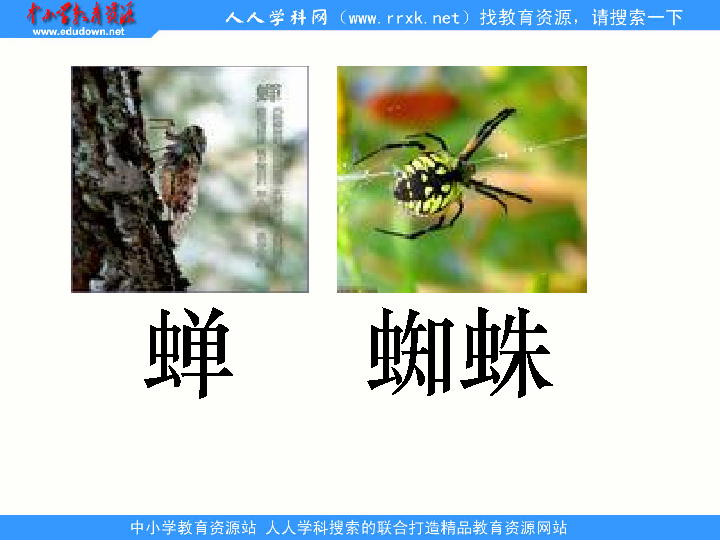 中小学教育资源
www.edudown.net
人人学科网（www.rrxk.net）找教育资源，请搜索一下
蝉
蝉
蜘蛛
中小学教育资源站 人人学科搜索的联合打造精品教育资源网站